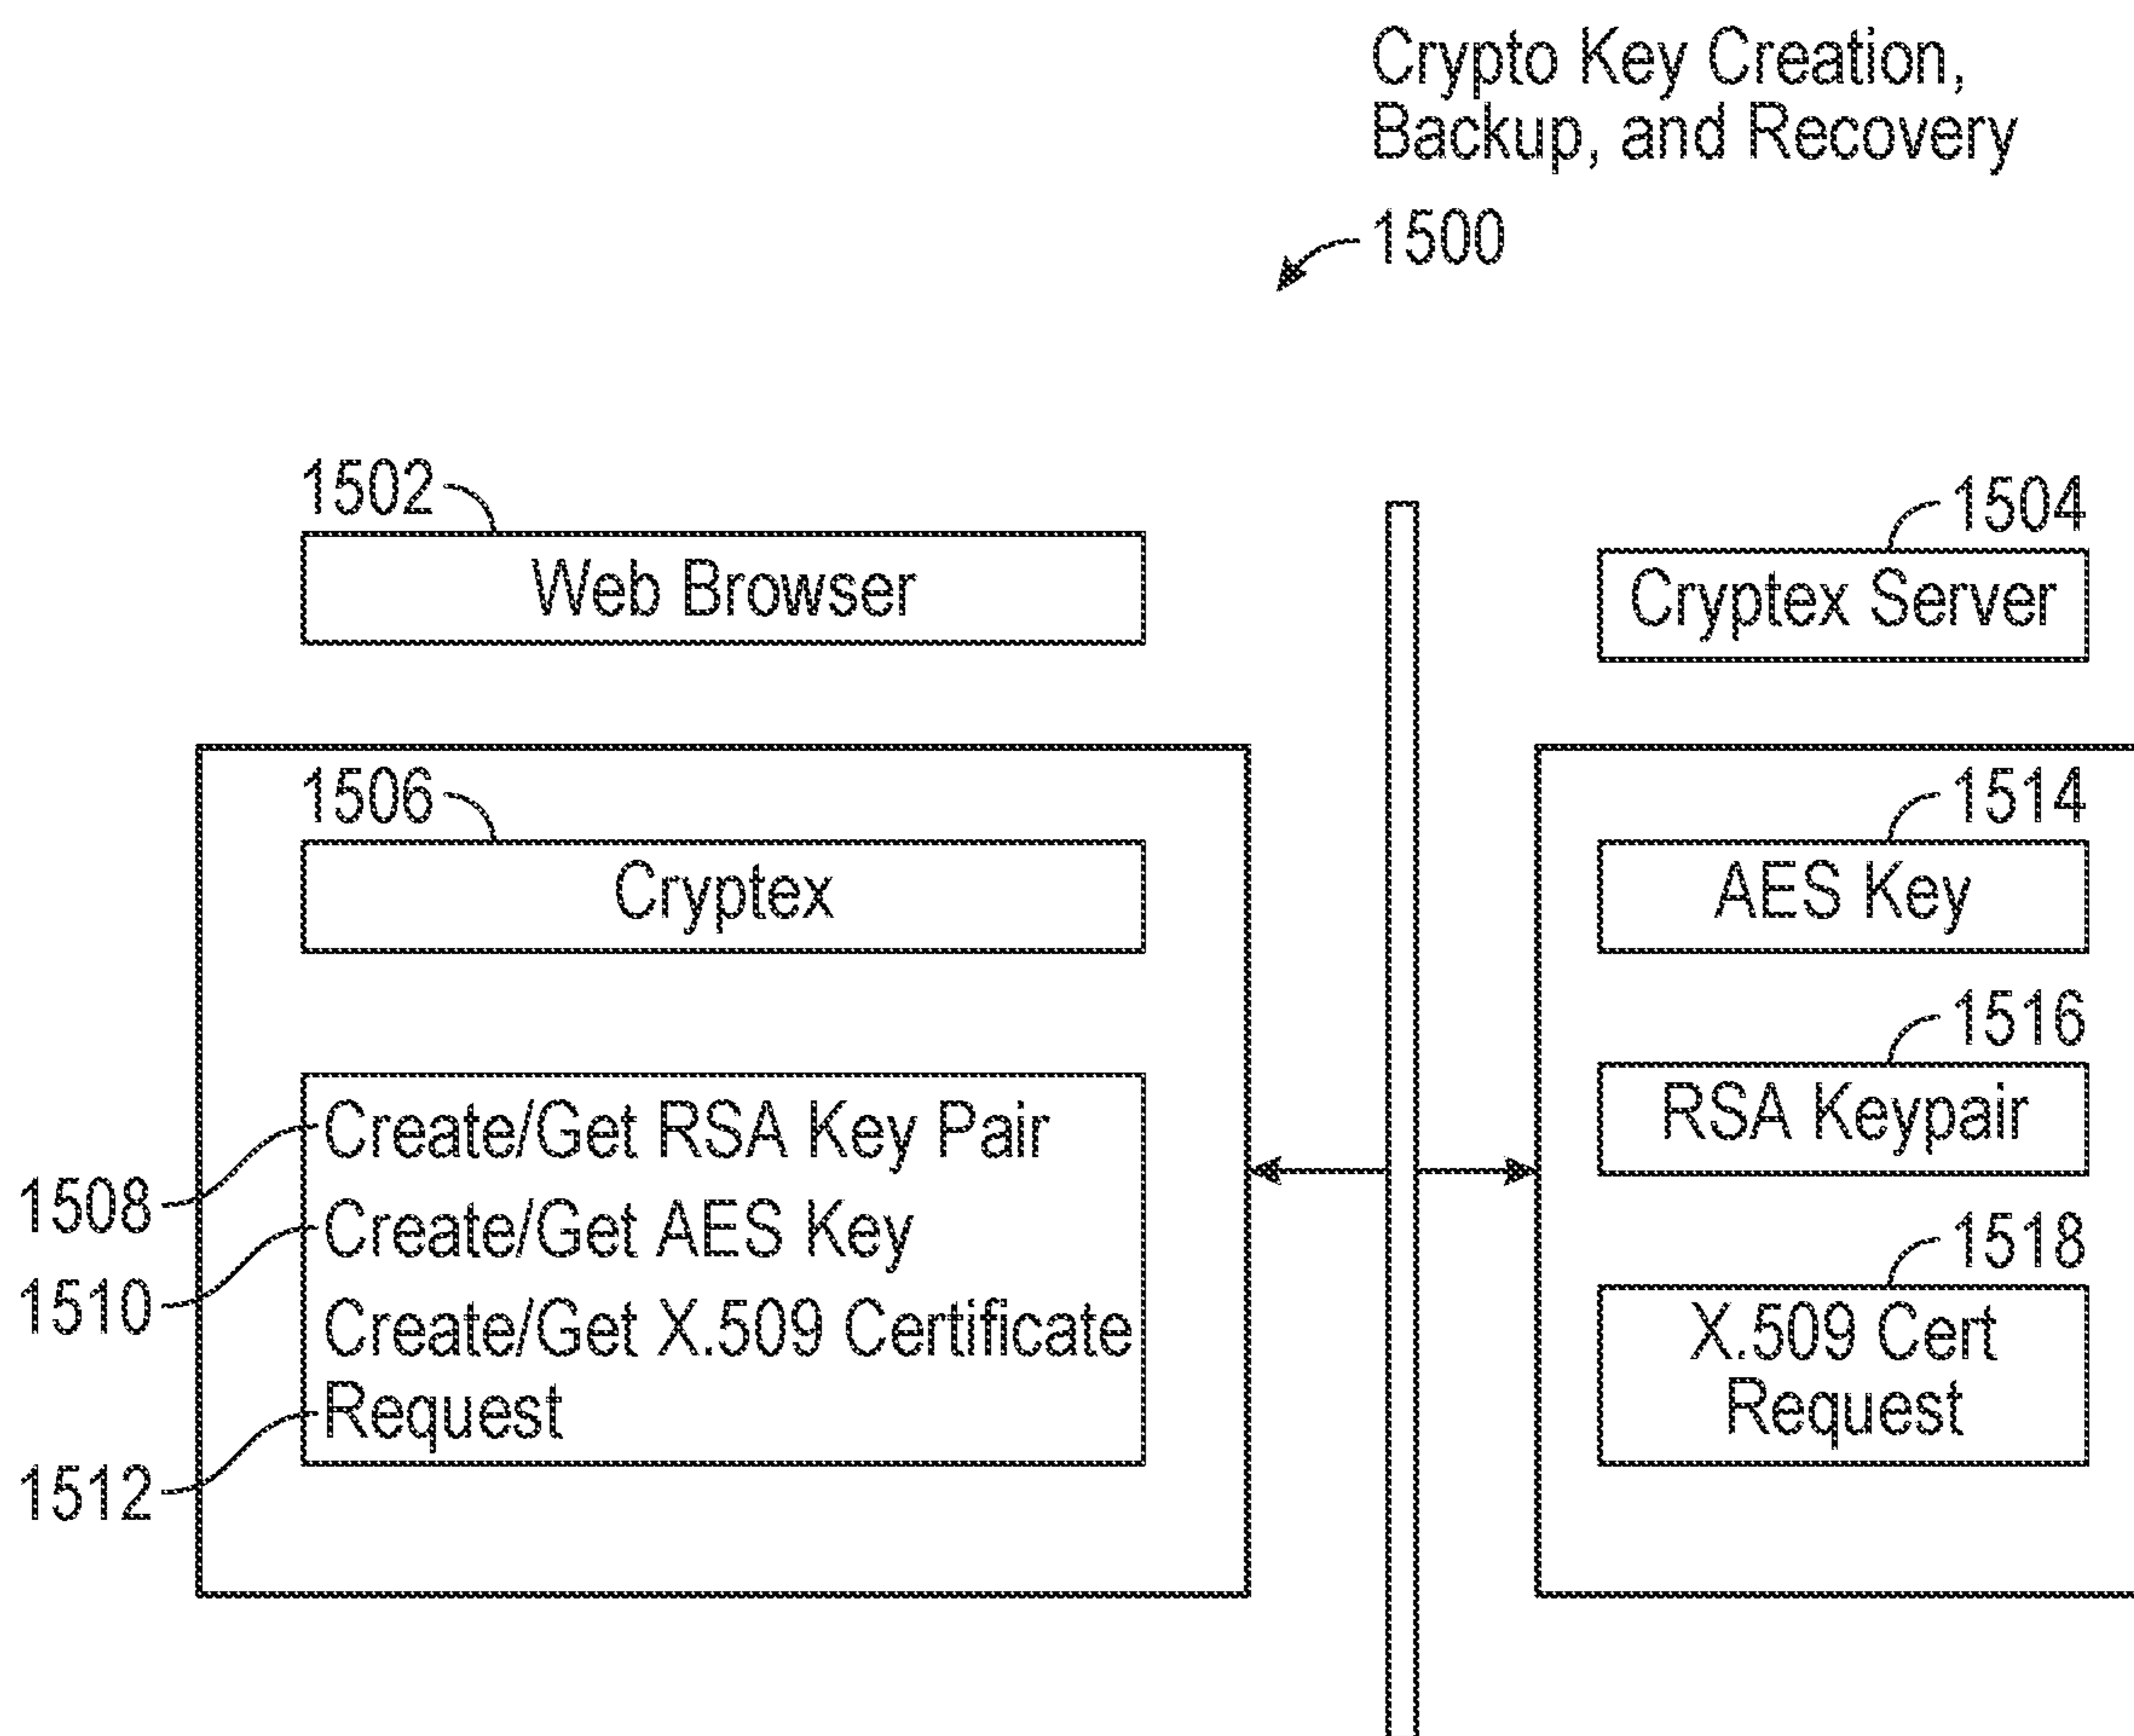 Crypto Key Creation,
Backup, and Recovery
1500
1502
Web Browser
1504
Cryptex Server
1506
Cryptex
1508
Create/Get RSA Key Pair
1510
Create/Get AES Key
Create/Get X.509 Certificate
1512
Request
1514
AES Key
1516
RSA Keypair
1518
X.509 Cert
Request